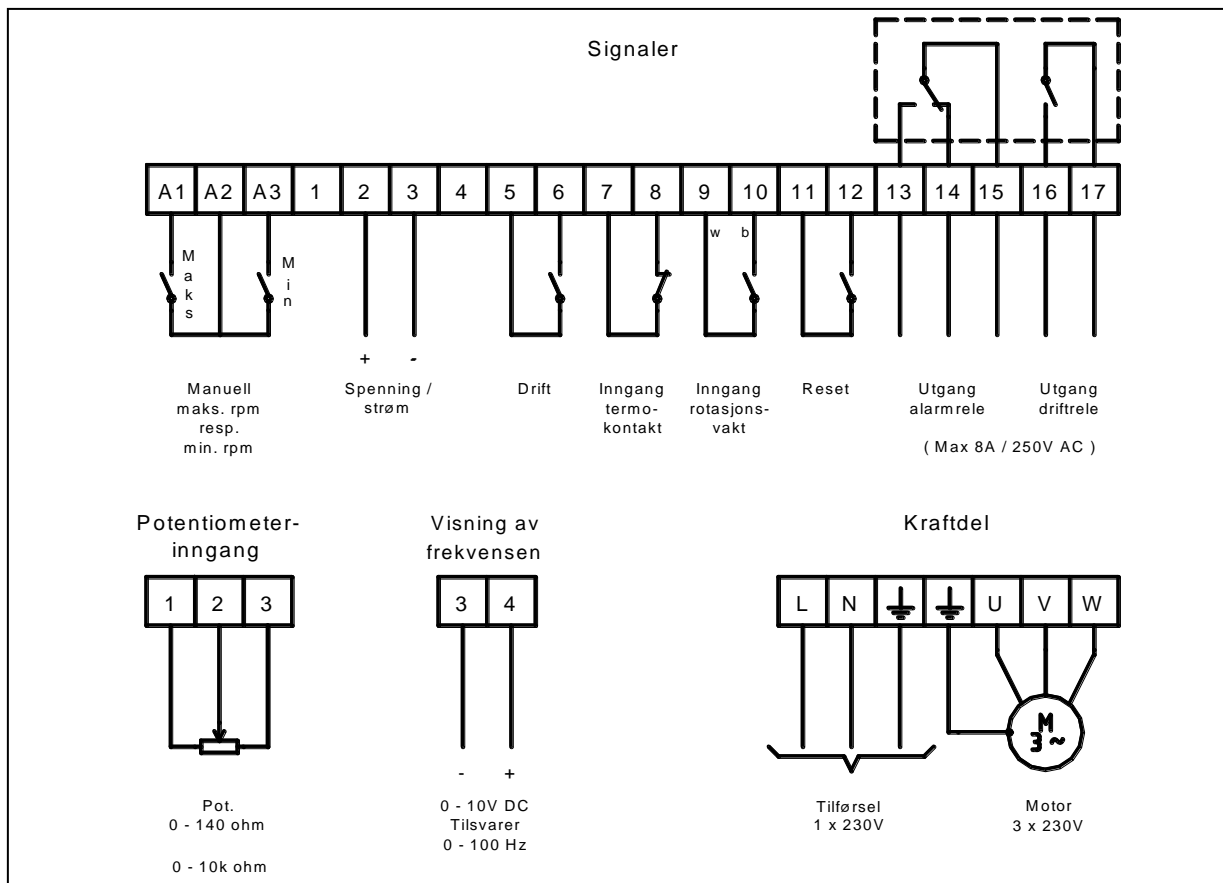 Signaler
A1 A2 A3 1 2 3 4 5 6 7 8 9 10 11 12 13 14 15 16 17
w b
Maks
Min
+ -
Manuell
maks. rpm
resp.
min. rpm
Spenning /
strøm
Drift
Inngang
termo-
kontakt
Inngang
rotasjons-
vakt
Reset
Utgang
alarmrele
Utgang
driftrele
( Max 8A / 250V AC )
Potentiometer-
inngang
1 2 3
Pot.
0 - 140 ohm
0 - 10k ohm
Visning av
frekvensen
3 4
- +
0 - 10V DC
Tilsvarer
0 - 100 Hz
Kraftdel
L N U V W
M
3 ~
Tilførsel
1 x 230V
Motor
3 x 230V